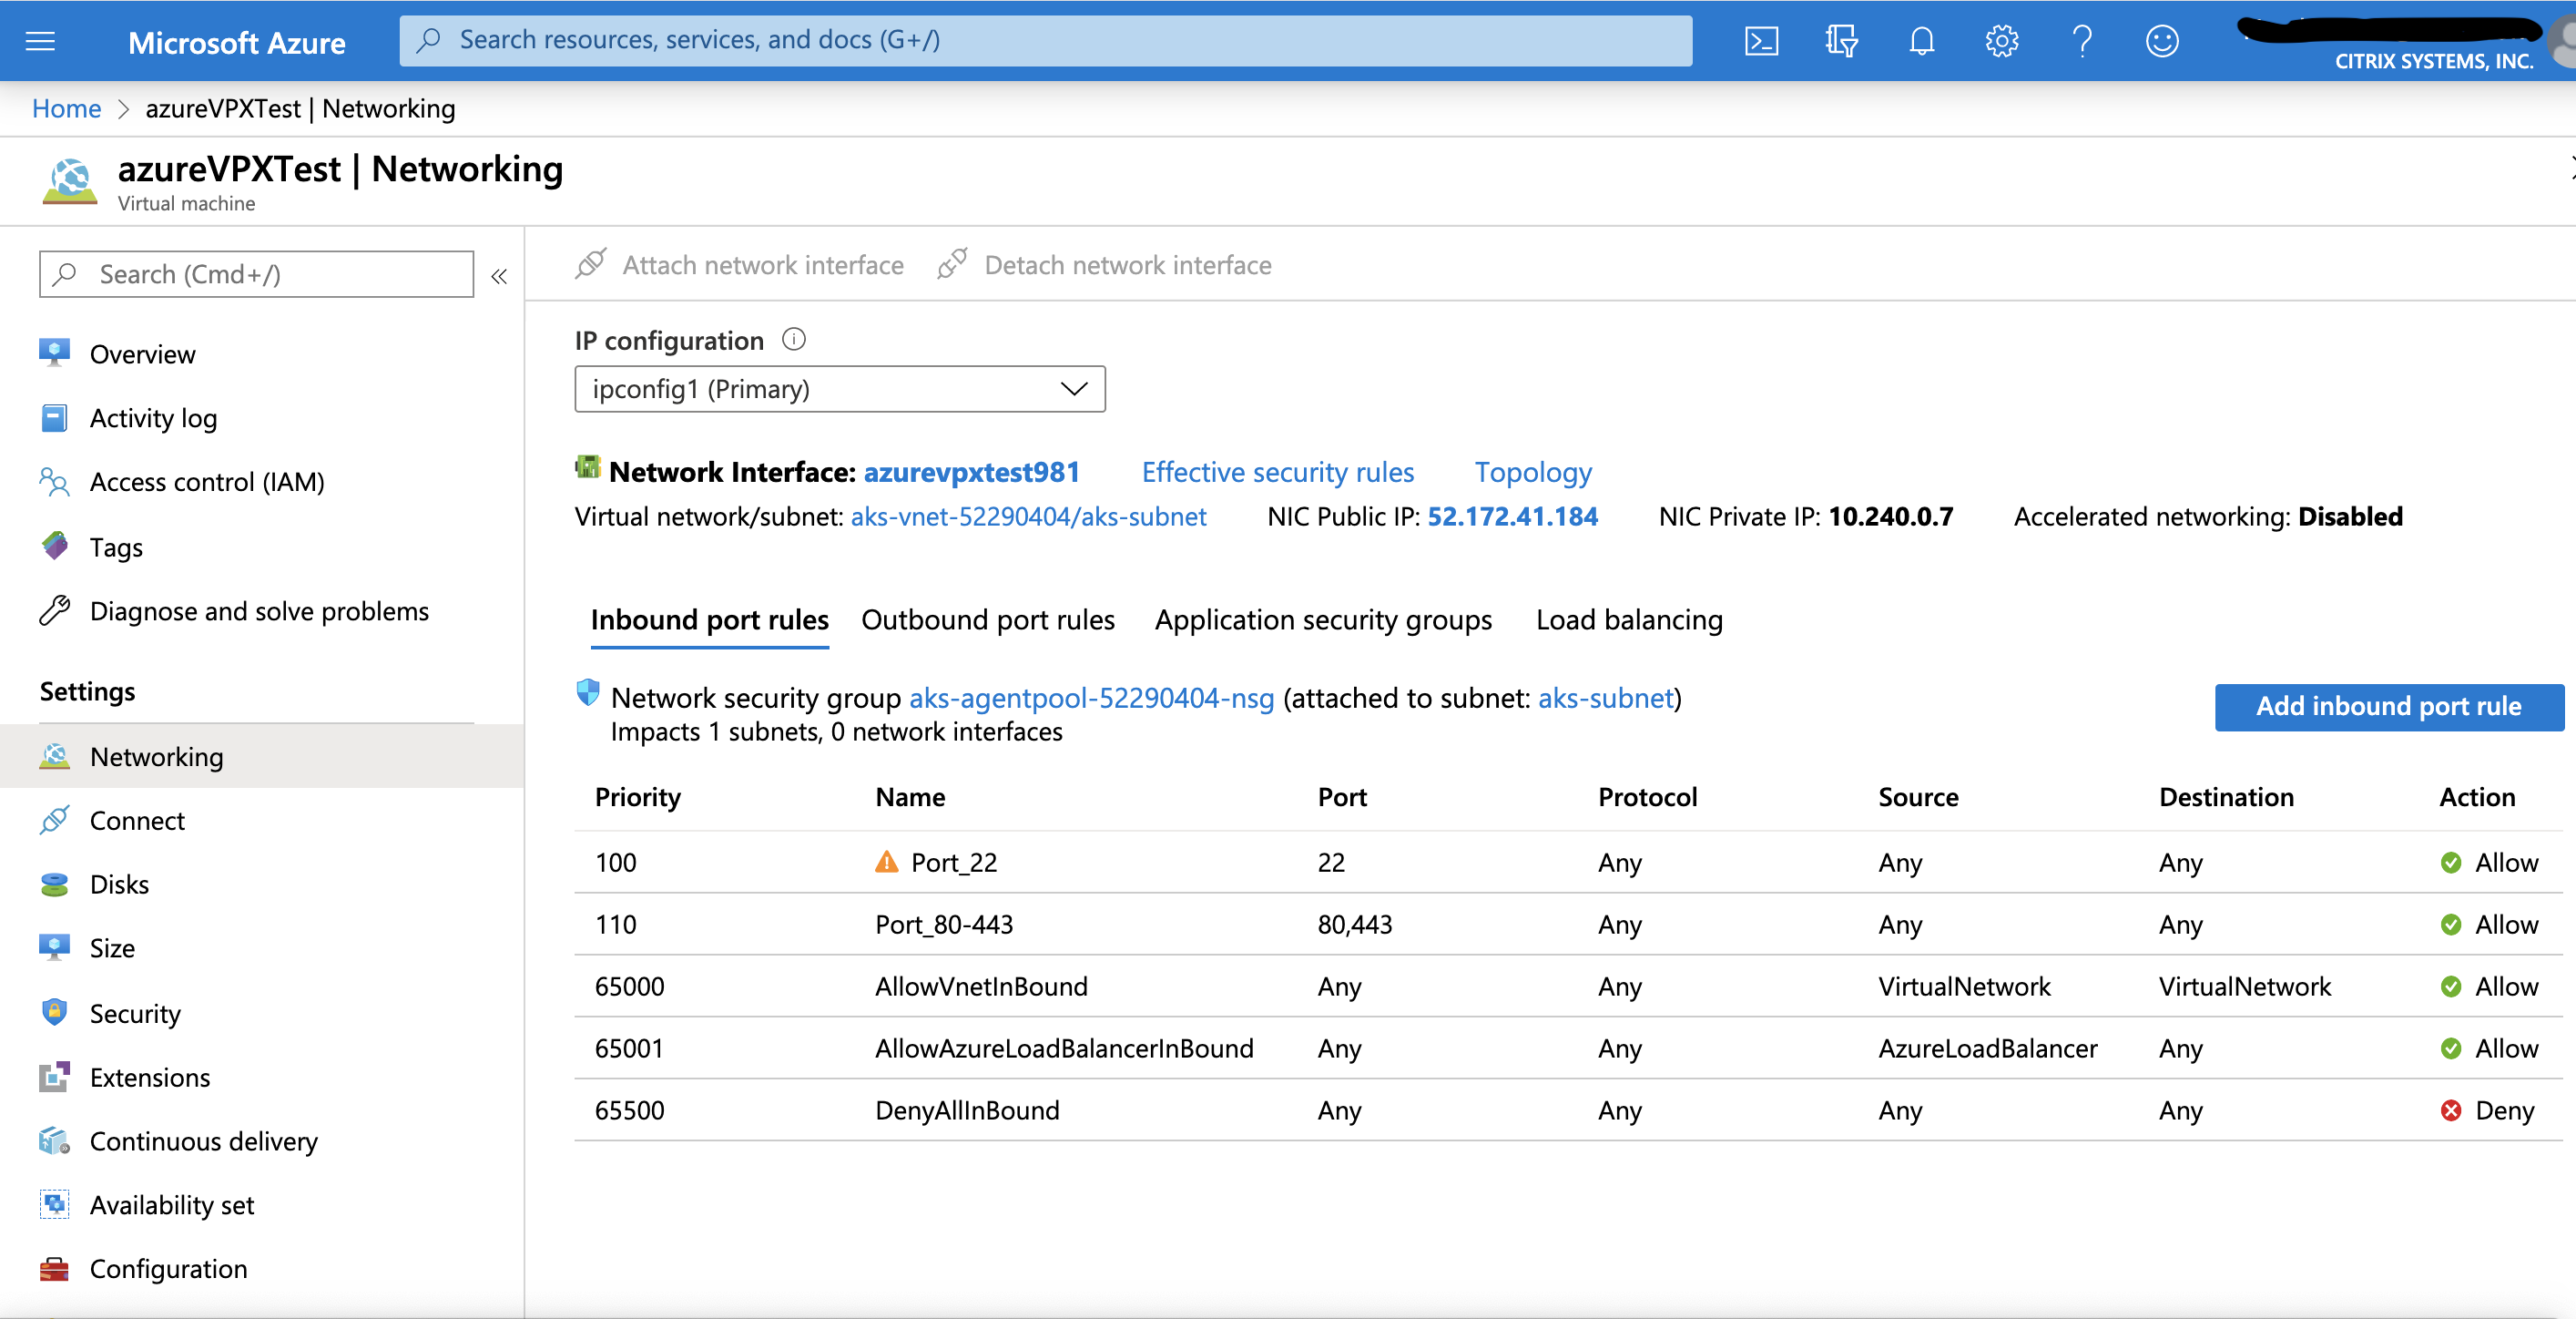 Microsoft Azure
Search resources, services, and docs (G+/)
CITRIX SYSTEMS, INC.
Home > azureVPXTest | Networking
azureVPXTest | Networking
Virtual machine
Search (Cmd+/)
«
Overview
Activity log
Access control (IAM)
Tags
Diagnose and solve problems
Settings
Networking
Connect
Disks
Size
Security
Extensions
Continuous delivery
Availability set
Configuration
Attach network interface Detach network interface
IP configuration
ipconfig1 (Primary)
Network Interface: azurevpxtest981 Effective security rules Topology
Virtual network/subnet: aks-vnet-52290404/aks-subnet NIC Public IP: 52.172.41.184 NIC Private IP: 10.240.0.7 Accelerated networking: Disabled
Inbound port rules Outbound port rules Application security groups Load balancing
Network security group aks-agentpool-52290404-nsg (attached to subnet: aks-subnet)
Impacts 1 subnets, 0 network interfaces
Add inbound port rule
Priority Name Port Protocol Source Destination Action
100 Port_22 22 Any Any Any Allow
110 Port_80-443 80,443 Any Any Any Allow
65000 AllowVnetInBound Any Any VirtualNetwork VirtualNetwork Allow
65001 AllowAzureLoadBalancerInBound Any Any AzureLoadBalancer Any Allow
65500 DenyAllInBound Any Any Any Any Deny